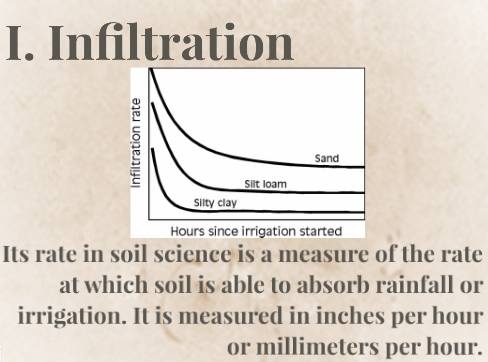 I. Infiltration
Infiltration rate
Sand
Silt loam
Silty clay
Hours since irrigation started
Its rate in soil science is a measure of the rate
at which soil is able to absorb rainfall or
irrigation. It is measured in inches per hour
or millimeters per hour.